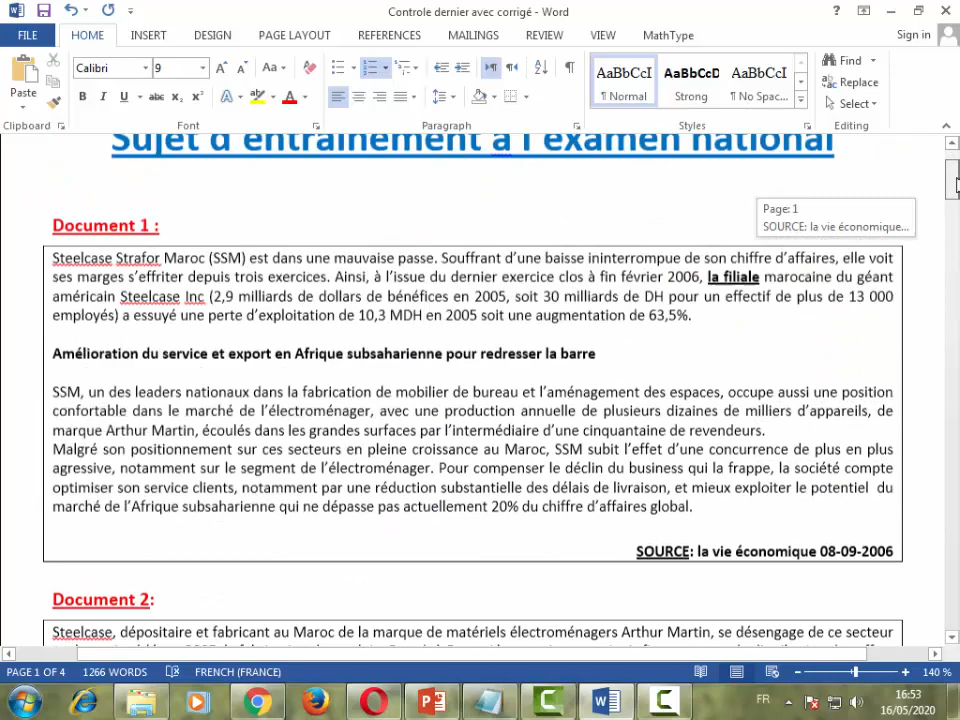 Controle dernier avec corrigé - Word
FILE HOME INSERT DESIGN PAGE LAYOUT REFERENCES MAILINGS REVIEW VIEW MathType Sign in
Calibri 9 Aa
Paste
B I U abc X₂ X² A A
AaBbCcI AaBbCcD AaBbCcI
¶ Normal Strong ¶ No Spac...
Find
Replace
Select
Clipboard Font Paragraph Styles Editing
Sujet d'entrainement à l'examen national
Page: 1
SOURCE: la vie économique...
Document 1 :
Steelcase Strafor Maroc (SSM) est dans une mauvaise passe. Souffrant d'une baisse ininterrompue de son chiffre d'affaires, elle voit
ses marges s'effriter depuis trois exercices. Ainsi, à l'issue du dernier exercice clos à fin février 2006, la filiale marocaine du géant
américain Steelcase Inc (2,9 milliards de dollars de bénéfices en 2005, soit 30 milliards de DH pour un effectif de plus de 13 000
employés) a essuyé une perte d'exploitation de 10,3 MDH en 2005 soit une augmentation de 63,5%.
Amélioration du service et export en Afrique subsaharienne pour redresser la barre
SSM, un des leaders nationaux dans la fabrication de mobilier de bureau et l'aménagement des espaces, occupe aussi une position
confortable dans le marché de l'électroménager, avec une production annuelle de plusieurs dizaines de milliers d'appareils, de
marque Arthur Martin, écoulés dans les grandes surfaces par l'intermédiaire d'une cinquantaine de revendeurs.
Malgré son positionnement sur ces secteurs en pleine croissance au Maroc, SSM subit l'effet d'une concurrence de plus en plus
agressive, notamment sur le segment de l'électroménager. Pour compenser le déclin du business qui la frappe, la société compte
optimiser son service clients, notamment par une réduction substantielle des délais de livraison, et mieux exploiter le potentiel du
marché de l'Afrique subsaharienne qui ne dépasse pas actuellement 20% du chiffre d'affaires global.
SOURCE: la vie économique 08-09-2006
Document 2:
Steelcase, dépositaire et fabricant au Maroc de la marque de matériels électroménagers Arthur Martin, se désengage de ce secteur
PAGE 1 OF 4 1266 WORDS FRENCH (FRANCE) 140 %
FR 16:53
16/05/2020